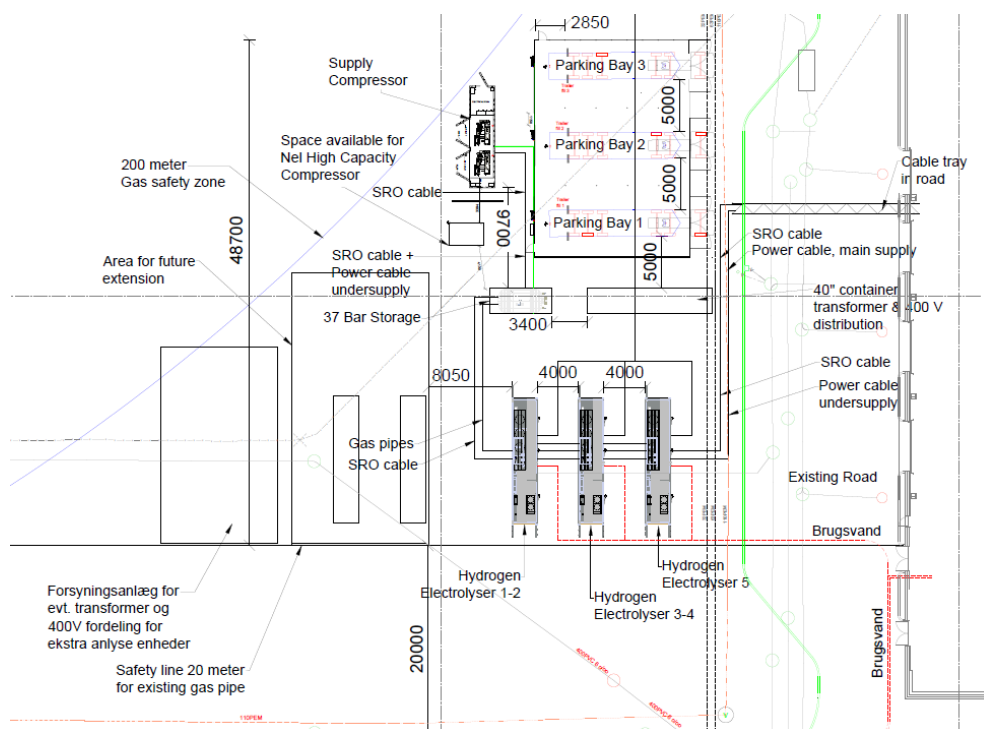 2850
Supply
Compressor
Parking Bay 3
Space available for
Nel High Capacity
Compressor
5000
200 meter
Gas safety zone
Parking Bay 2
Cable tray
in road
SRO cable
5000
48700
9700
Parking Bay 1
SRO cable
Power cable, main supply
Area for future
extension
SRO cable +
Power cable
undersupply
5000
40" container
transformer & 400 V
distribution
37 Bar Storage
3400
8050
4000
4000
SRO cable
Power cable
undersupply
Gas pipes
SRO cable
Existing Road
Brugsvand
Hydrogen
Electrolyser 1-2
Hydrogen
Electrolyser 3-4
Hydrogen
Electrolyser 5
Forsyningsanlæg for
evt. transformer og
400V fordeling for
ekstra anlyse enheder
Safety line 20 meter
for existing gas pipe
20000
Brugsvand
110PEM